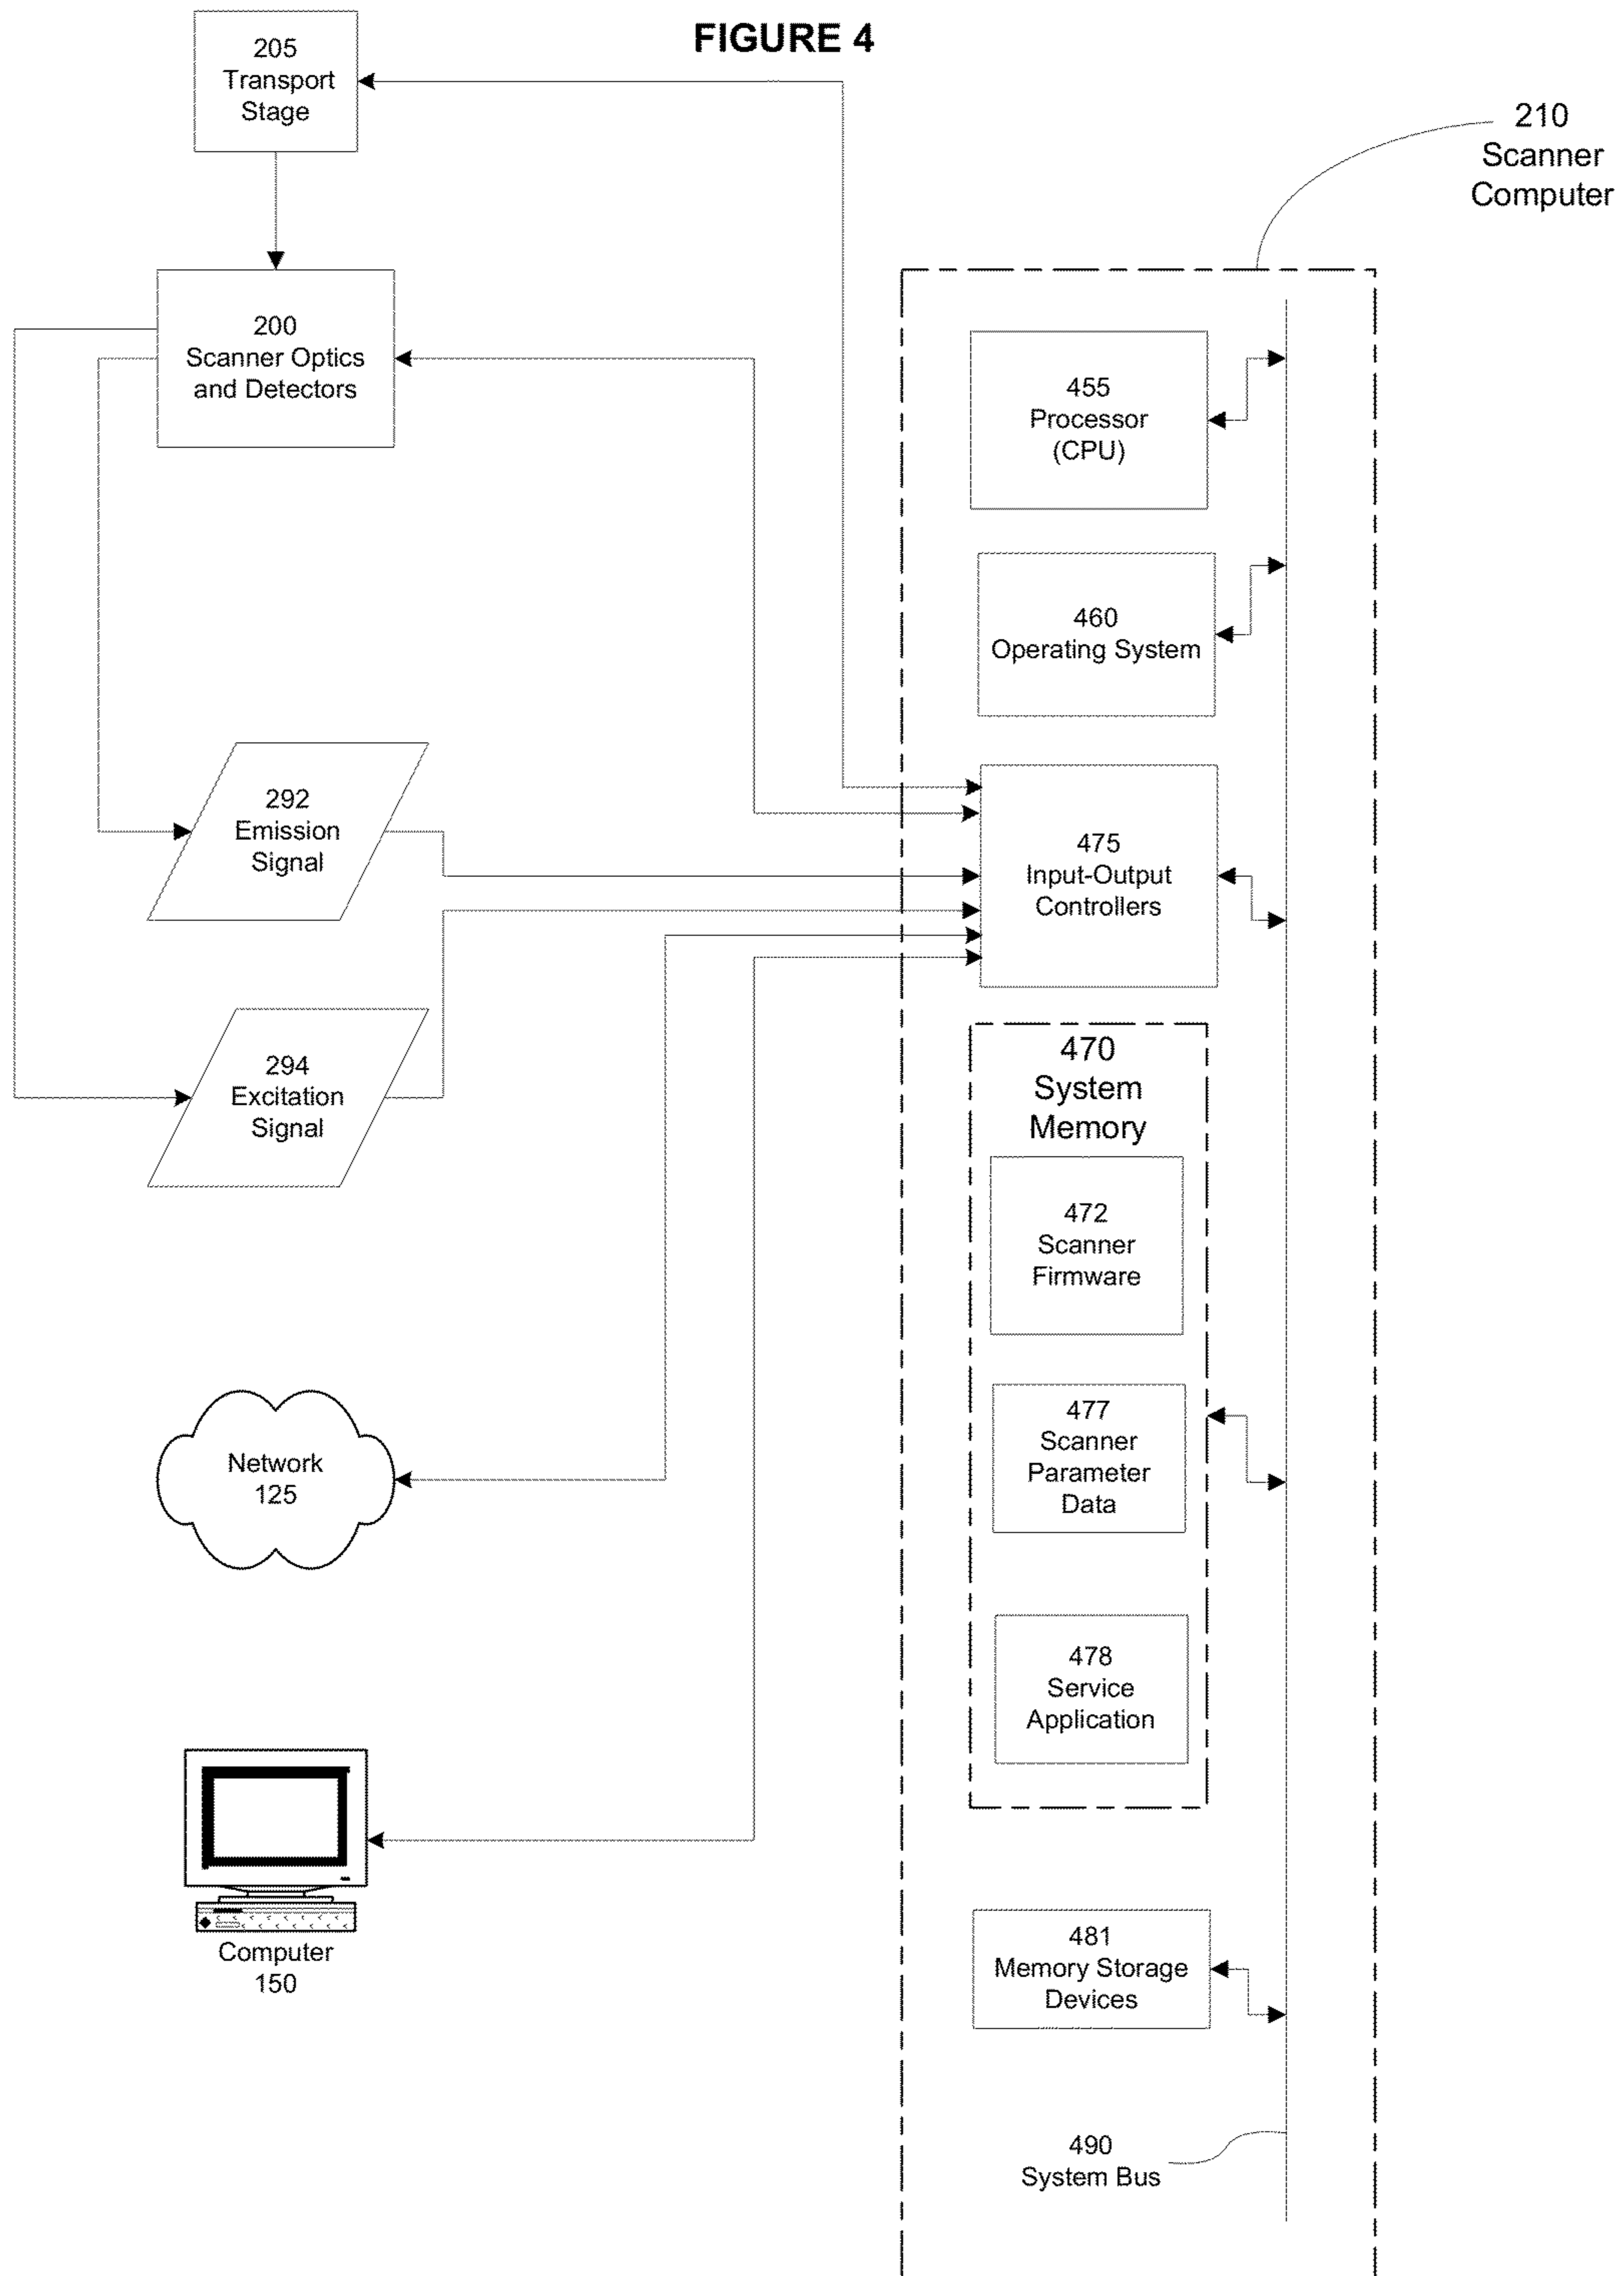 FIGURE 4
205
Transport
Stage
210
Scanner
Computer
200
Scanner Optics
and Detectors
455
Processor
(CPU)
460
Operating System
292
Emission
Signal
475
Input-Output
Controllers
294
Excitation
Signal
470
System
Memory
472
Scanner
Firmware
477
Scanner
Parameter
Data
Network
125
478
Service
Application
Computer
150
481
Memory Storage
Devices
490
System Bus